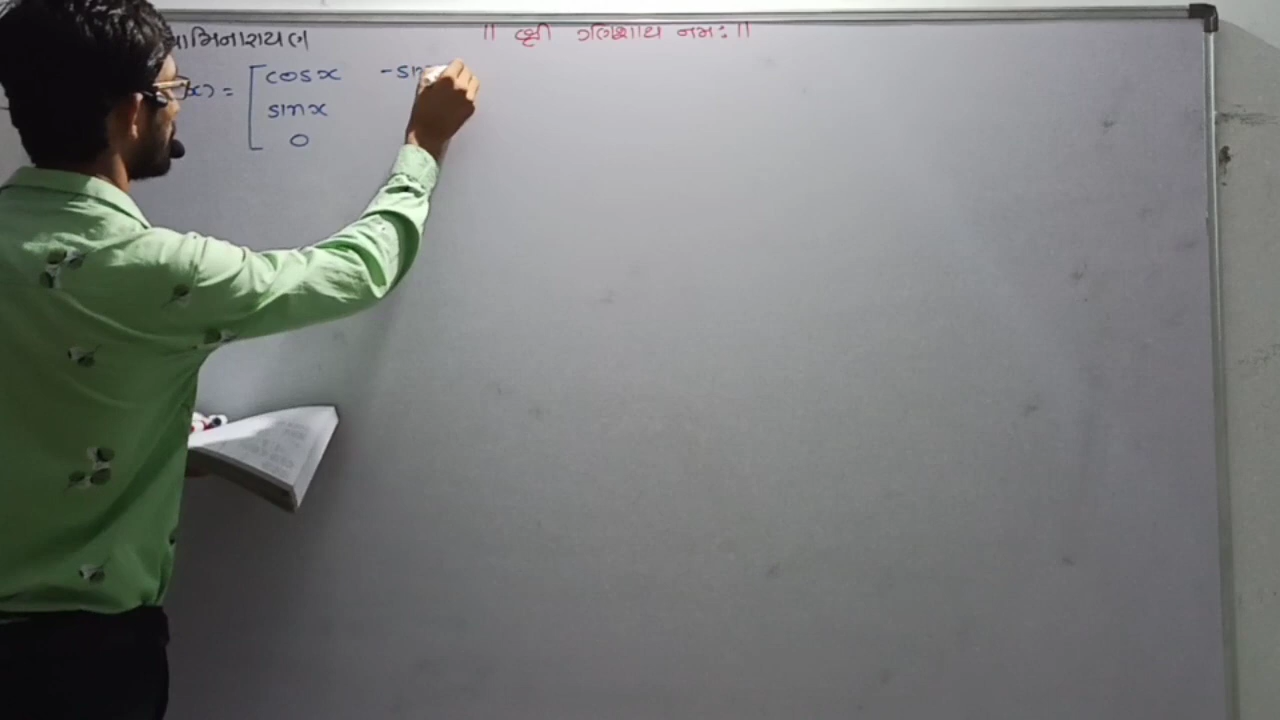 ॥ श्री ગણેશાય નમઃ ॥
સ્વામિનારાયણ
(x) = [ cosx -sin
sinx
0